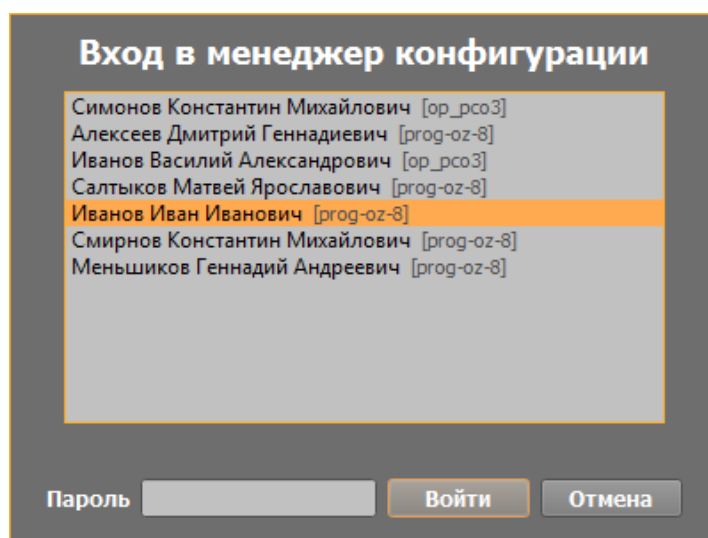 Вход в менеджер конфигурации
Симонов Константин Михайлович [op_pco3]
Алексеев Дмитрий Геннадиевич [prog-oz-8]
Иванов Василий Александрович [op_pco3]
Салтыков Матвей Ярославович [prog-oz-8]
Иванов Иван Иванович [prog-oz-8]
Смирнов Константин Михайлович [prog-oz-8]
Меньшиков Геннадий Андреевич [prog-oz-8]
Пароль Войти Отмена